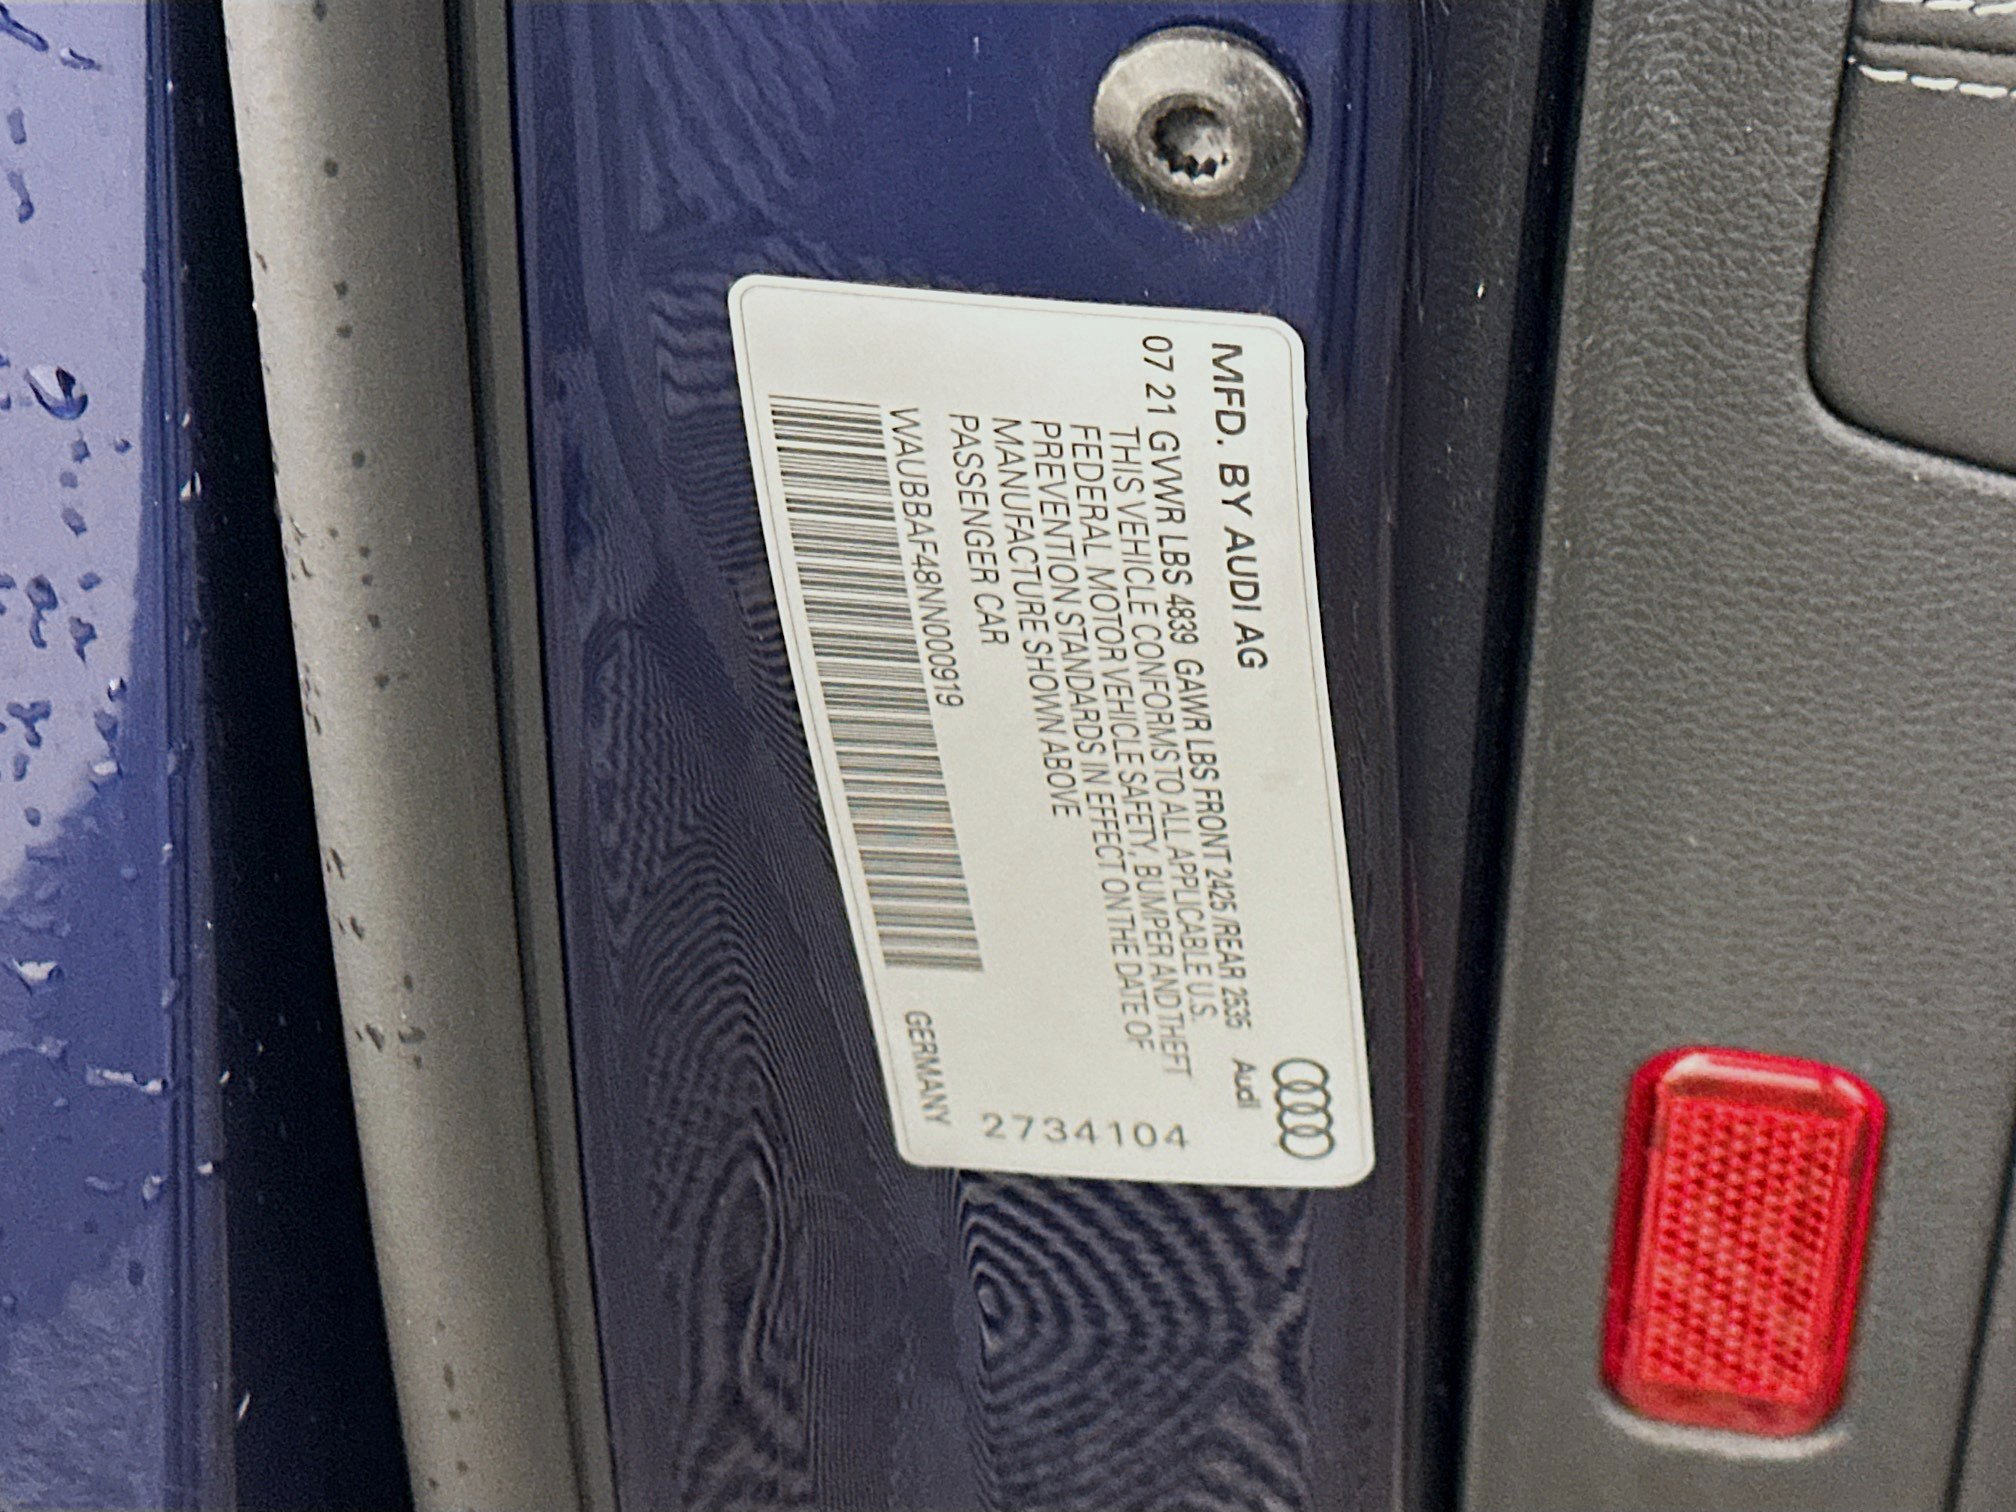 MFD. BY AUDI AG
07 21 GWWR LBS 4839 GAWR LBS FRONT 2425 /REAR 2535 Audi
THIS VEHICLE CONFORMS TO ALL APPLICABLE U.S.
FEDERAL MOTOR VEHICLE SAFETY, BUMPER AND THEFT
PREVENTION STANDARDS IN EFFECT ON THE DATE OF
MANUFACTURE SHOWN ABOVE
PASSENGER CAR
WAUBBAF48NN000919
2734104
GERMANY